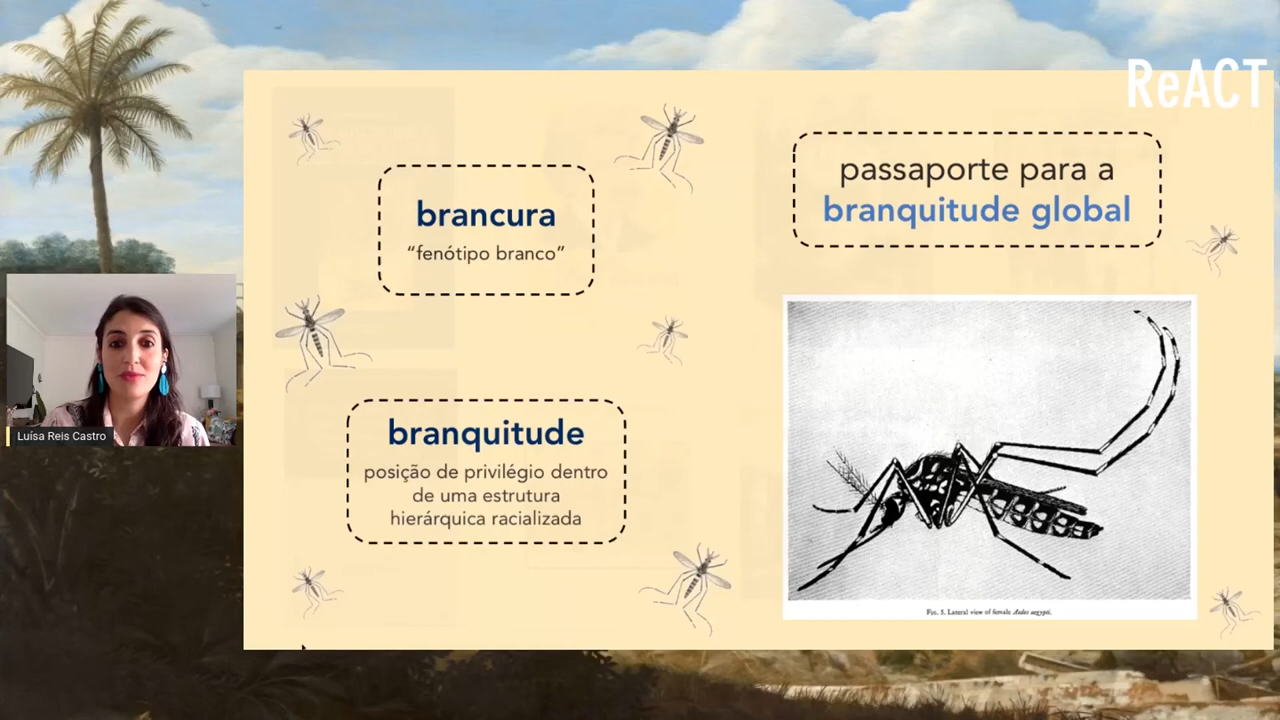 ReACT
brancura
“fenótipo branco”
passaporte para a
branquitude global
branquitude
posição de privilégio dentro
de uma estrutura
hierárquica racializada
Luísa Reis Castro
Fig. 5. Lateral view of female Aedes aegypti.